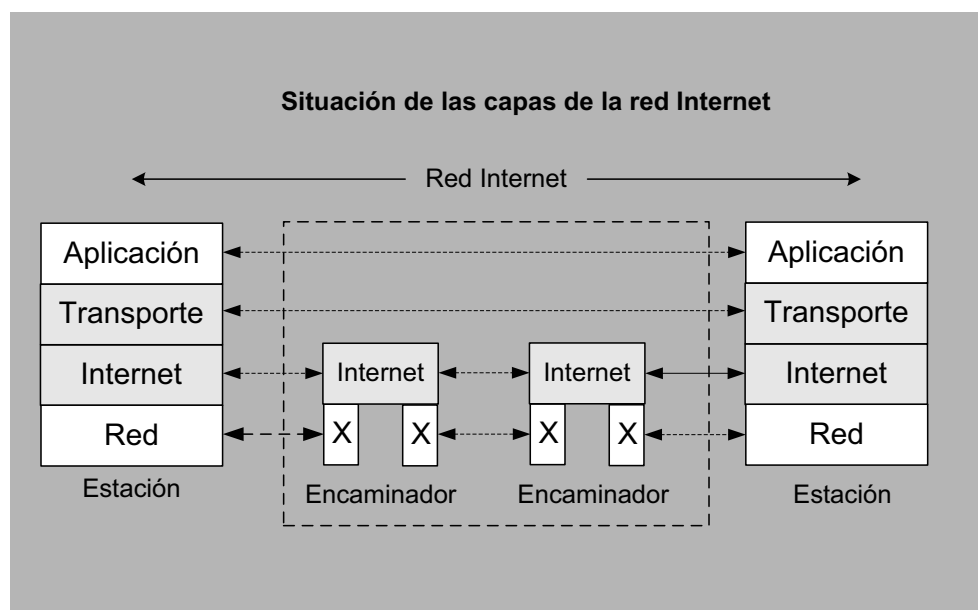 Situación de las capas de la red Internet
Red Internet
Aplicación
Aplicación
Transporte
Transporte
Internet
Internet
Internet
Internet
Red
X
X
X
X
Red
Estación
Encaminador
Encaminador
Estación